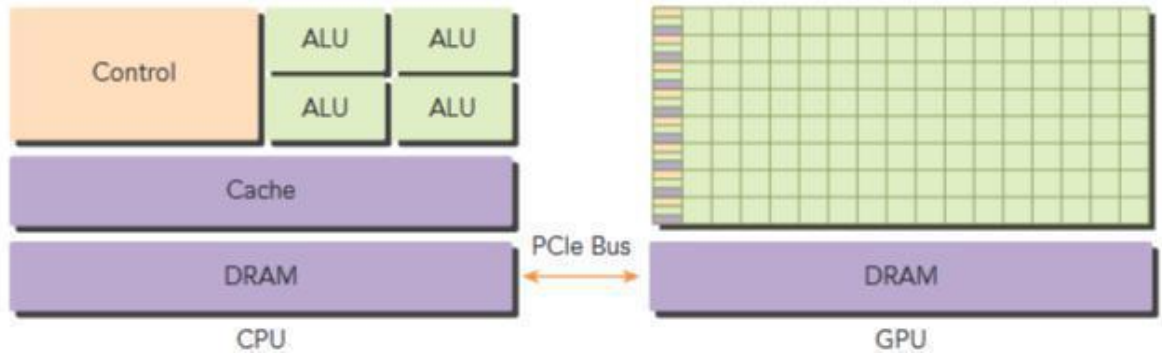 Control
ALU ALU
ALU ALU
Cache
DRAM
CPU
PCIe Bus
DRAM
GPU